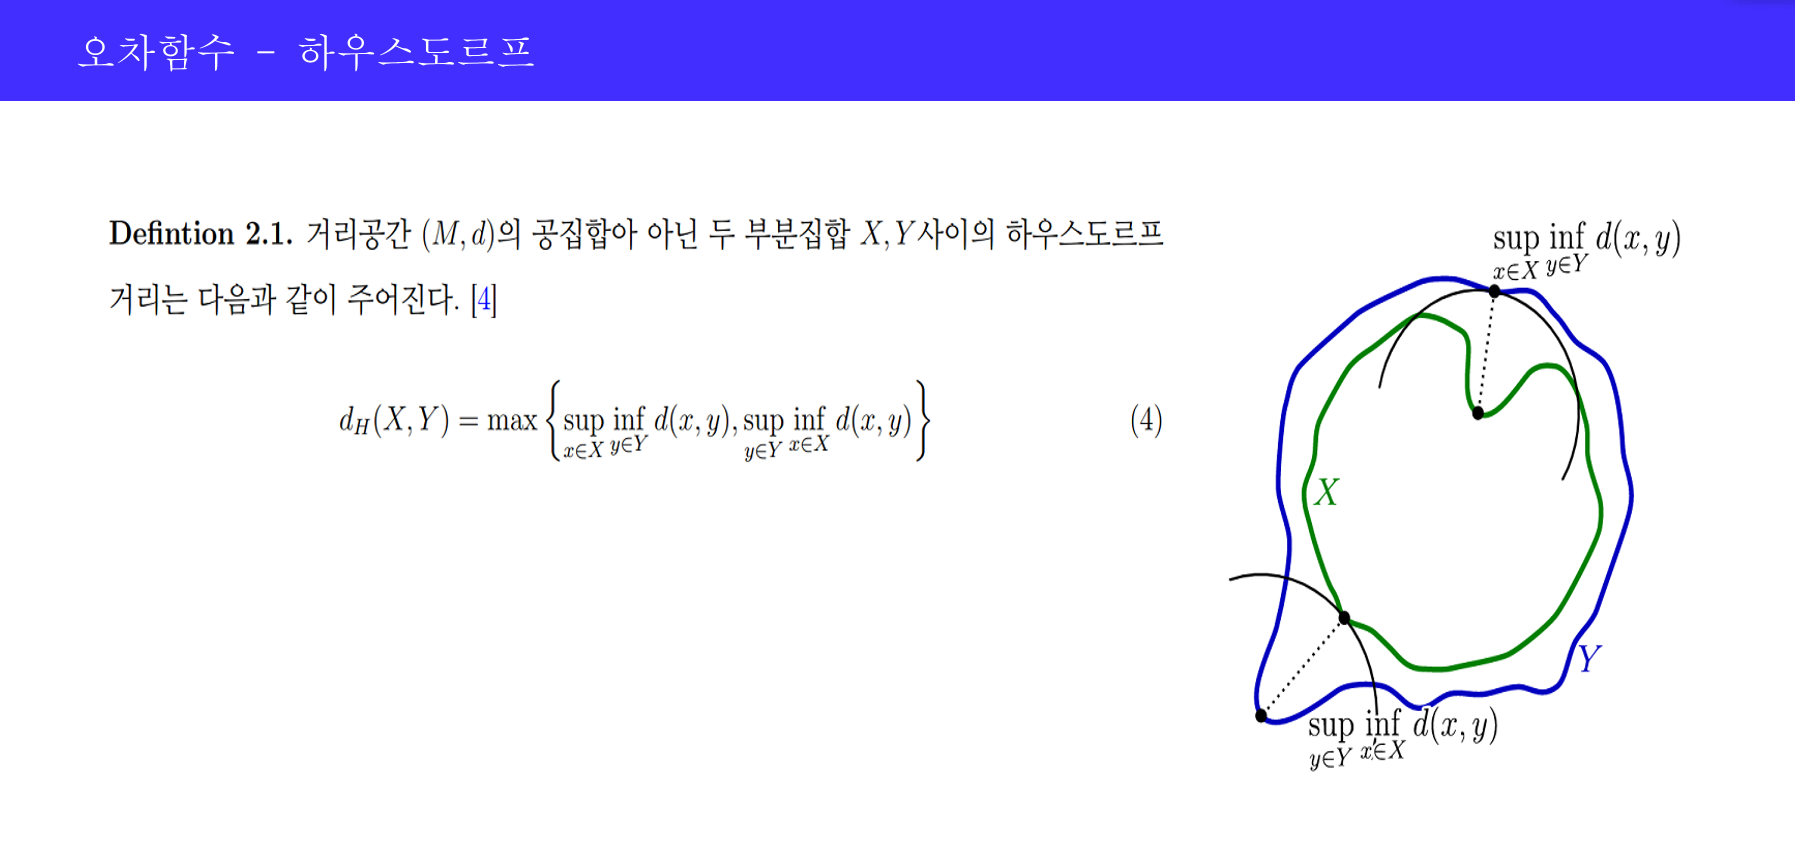 오차함수 - 하우스도르프
Defintion 2.1. 거리공간 (M, d)의 공집합아 아닌 두 부분집합 X, Y사이의 하우스도르프
거리는 다음과 같이 주어진다. [4]
d_H(X, Y) = max { sup_{x∈X} inf_{y∈Y} d(x, y), sup_{y∈Y} inf_{x∈X} d(x, y) } (4)
sup_{x∈X} inf_{y∈Y} d(x, y)
X
Y
sup_{y∈Y} inf_{x∈X} d(x, y)